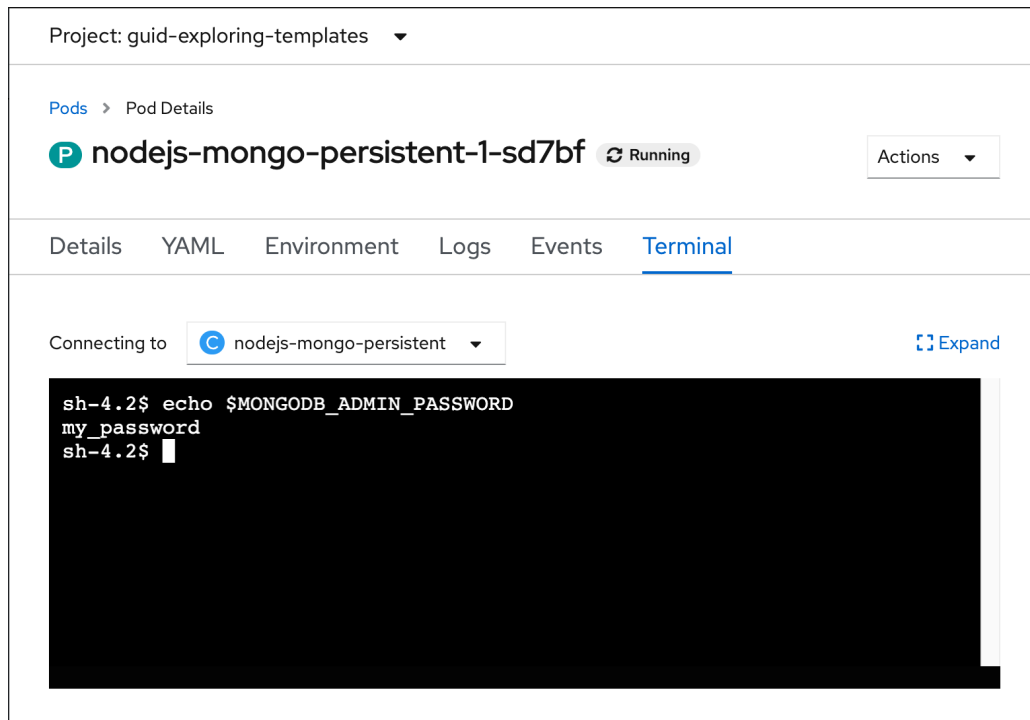 Project: guid-exploring-templates
Pods > Pod Details
P nodejs-mongo-persistent-1-sd7bf Running
Actions
Details YAML Environment Logs Events Terminal
Connecting to C nodejs-mongo-persistent Expand
sh-4.2$ echo $MONGODB_ADMIN_PASSWORD
my_password
sh-4.2$